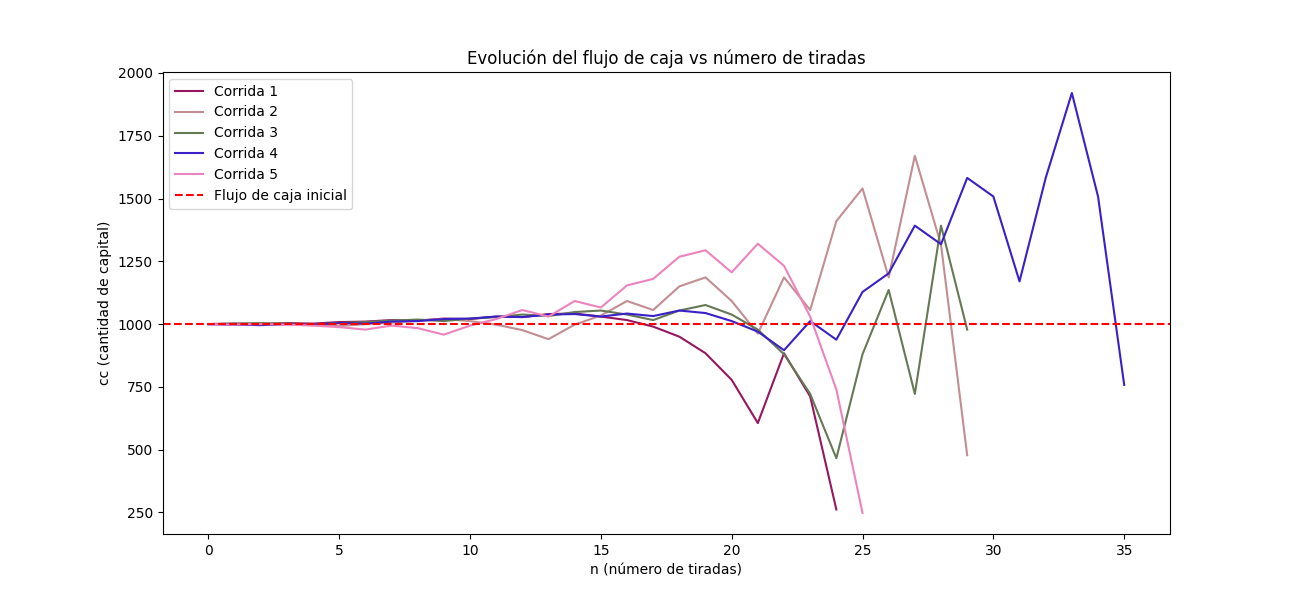 Evolución del flujo de caja vs número de tiradas
2000
1750
1500
1250
1000
750
500
250
cc (cantidad de capital)
Corrida 1
Corrida 2
Corrida 3
Corrida 4
Corrida 5
Flujo de caja inicial
0 5 10 15 20 25 30 35
n (número de tiradas)